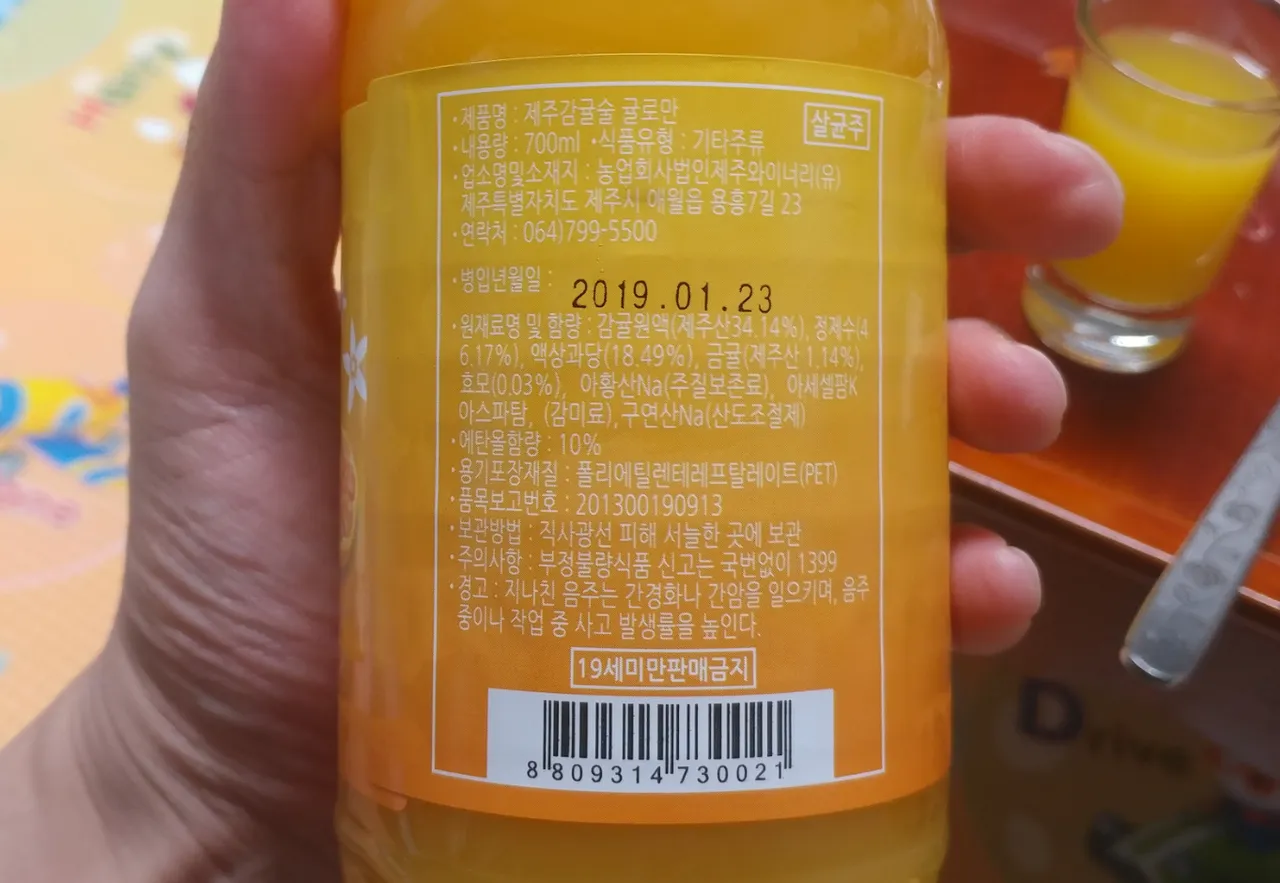 ·제품명 : 제주감귤술 귤로만
살균주
·내용량 : 700ml ·식품유형 : 기타주류
·업소명및소재지 : 농업회사법인제주와이너리(유)
제주특별자치도 제주시 애월읍 용흥7길 23
·연락처 : 064)799-5500
·병입년월일 : 2019.01.23
·원재료명 및 함량 : 감귤원액(제주산34.14%), 정제수(4
6.17%), 액상과당(18.49%), 금귤(제주산 1.14%),
효모(0.03%), 아황산Na(주질보존료), 아세셀팜K
아스파탐, (감미료),구연산Na(산도조절제)
·에탄올함량 : 10%
·용기포장재질 : 폴리에틸렌테레프탈레이트(PET)
·품목보고번호 : 201300190913
·보관방법 : 직사광선 피해 서늘한 곳에 보관
·주의사항 : 부정불량식품 신고는 국번없이 1399
·경고 : 지나친 음주는 간경화나 간암을 일으키며, 음주
중이나 작업 중 사고 발생률을 높인다.
19세미만판매금지
8 809314 730021
Drive